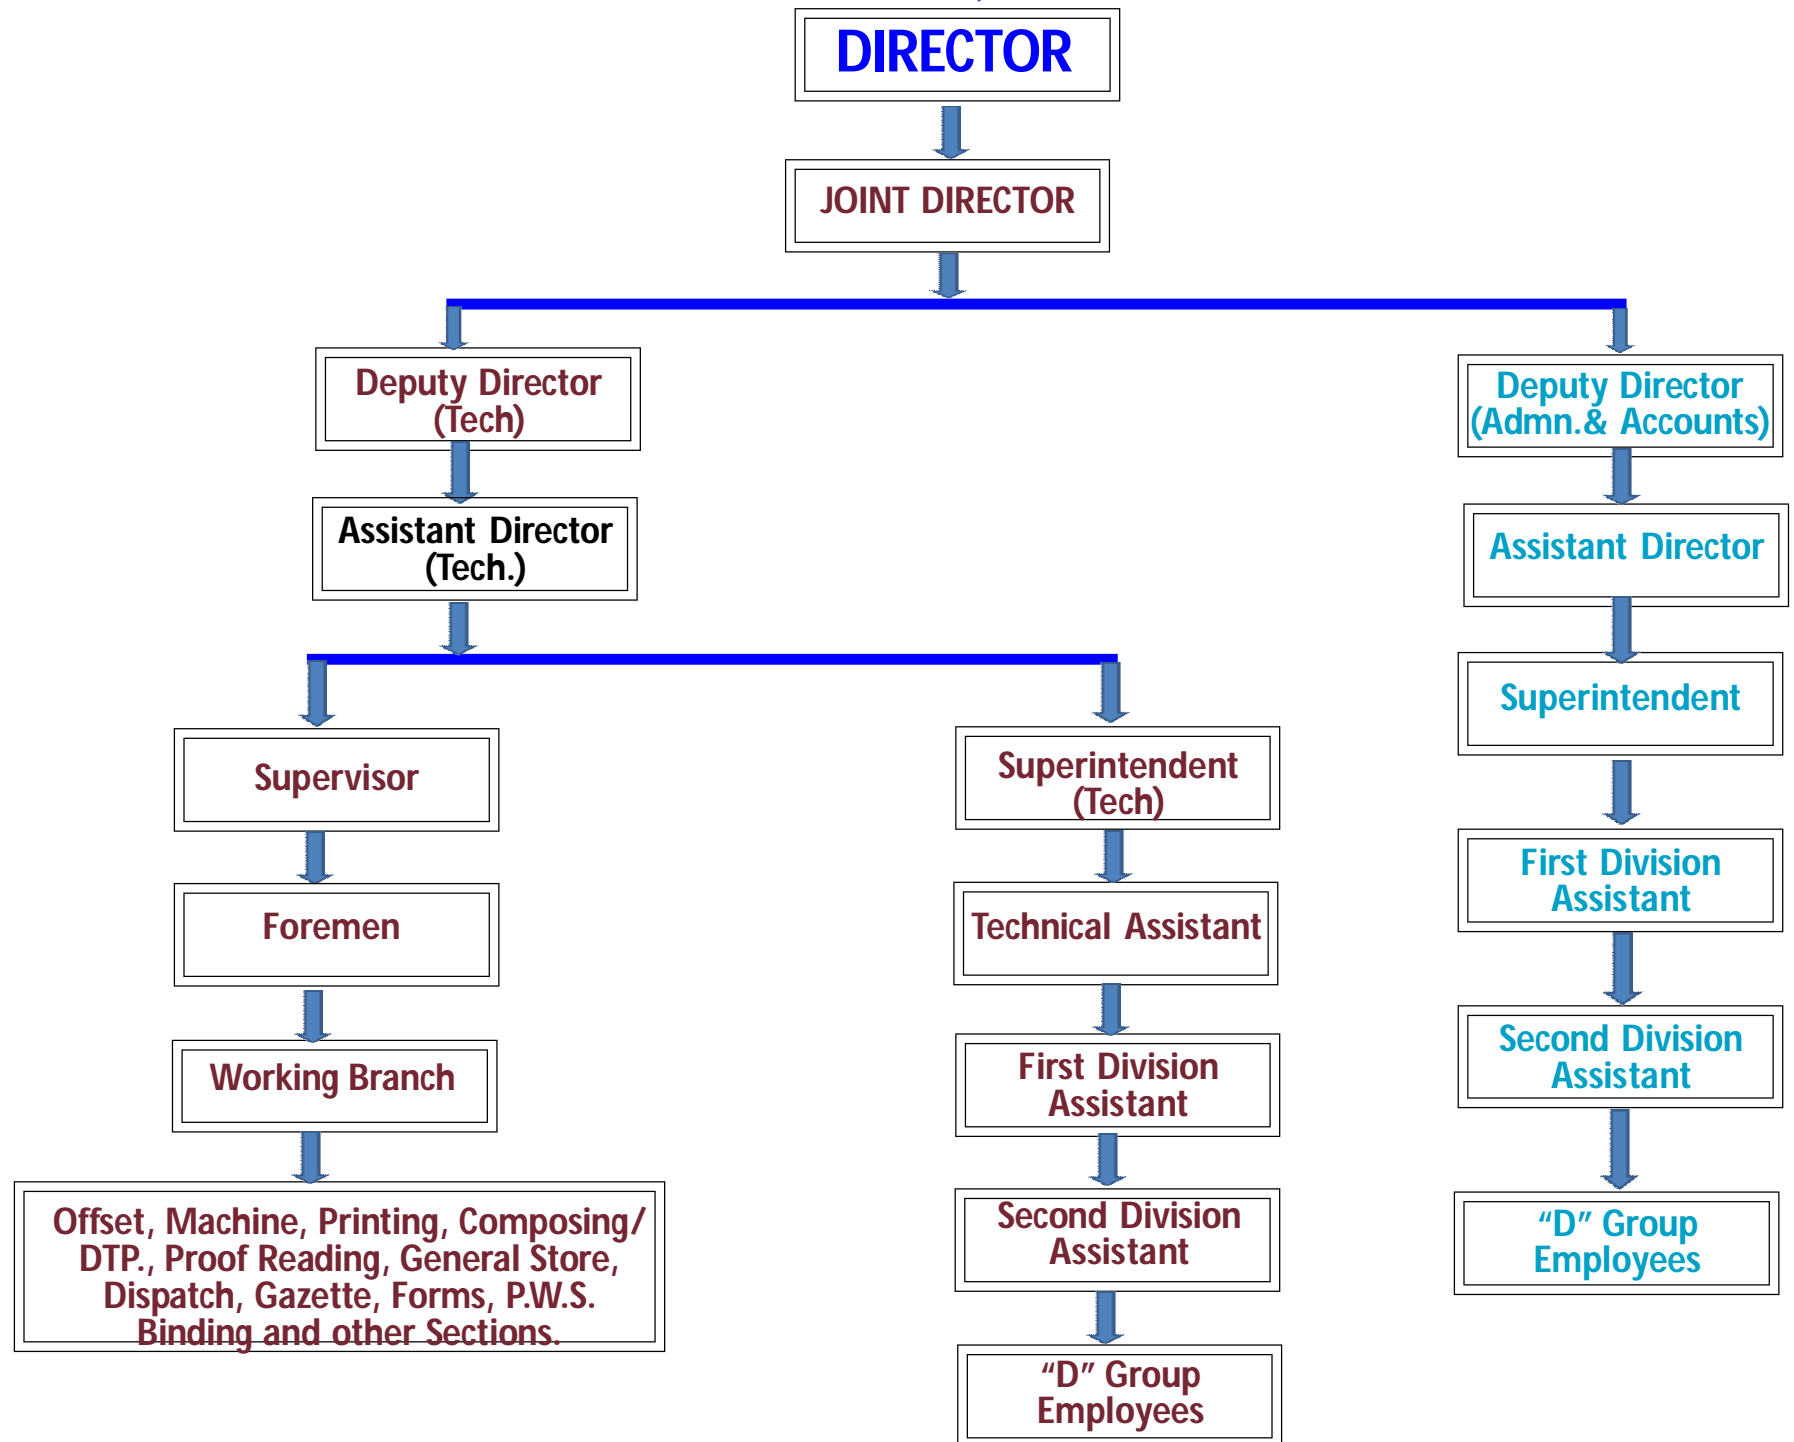 DIRECTOR
JOINT DIRECTOR
Deputy Director
(Tech)
Deputy Director
(Admn.& Accounts)
Assistant Director
(Tech.)
Assistant Director
Superintendent
Supervisor
Superintendent
(Tech)
First Division
Assistant
Foremen
Technical Assistant
Second Division
Assistant
Working Branch
First Division
Assistant
Offset, Machine, Printing, Composing/
DTP., Proof Reading, General Store,
Dispatch, Gazette, Forms, P.W.S.
Binding and other Sections.
Second Division
Assistant
“D” Group
Employees
“D” Group
Employees